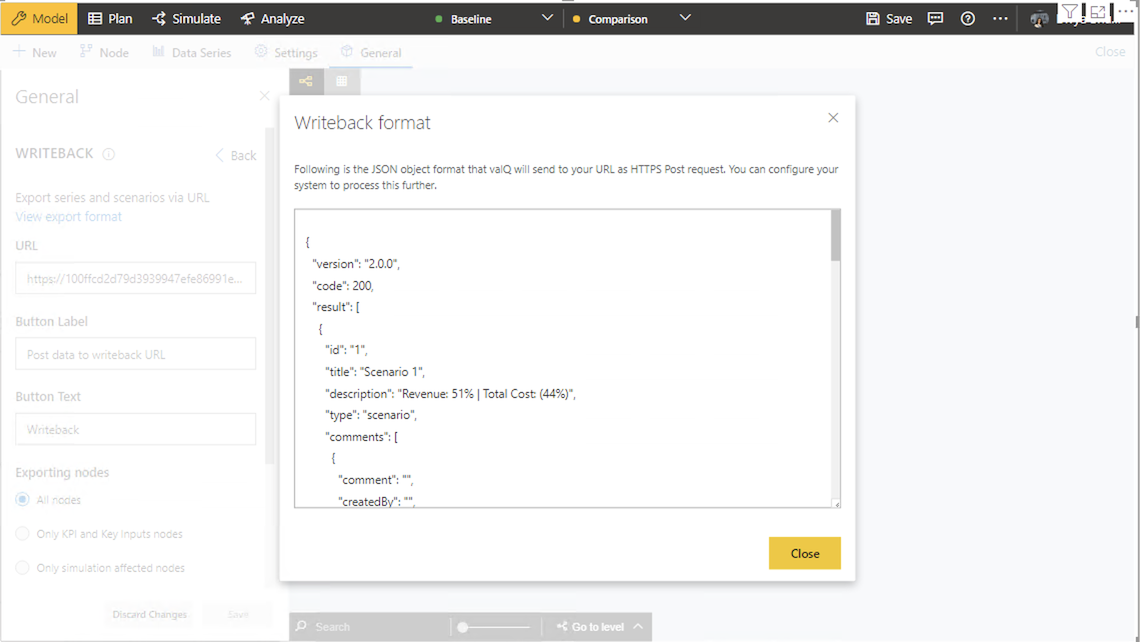 Model Plan Simulate Analyze Baseline Comparison Save
New Node Data Series Settings General Close
General
WRITEBACK Back
Export series and scenarios via URL
View export format
URL
https://100ffcd2d79d3939947efe86991e...
Button Label
Post data to writeback URL
Button Text
Writeback
Exporting nodes
All nodes
Only KPI and Key Inputs nodes
Only simulation affected nodes
Discard Changes Save
Writeback format
Following is the JSON object format that valQ will send to your URL as HTTPS Post request. You can configure your
system to process this further.
{
"version": "2.0.0",
"code": 200,
"result": [
{
"id": "1",
"title": "Scenario 1",
"description": "Revenue: 51% | Total Cost: (44%)",
"type": "scenario",
"comments": [
{
"comment": "",
"createdBy": "",
Close
Search Go to level